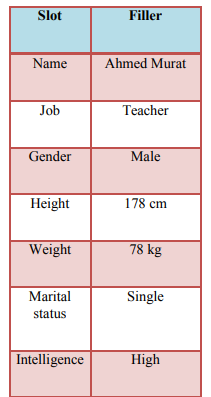 Slot Filler
Name Ahmed Murat
Job Teacher
Gender Male
Height 178 cm
Weight 78 kg
Marital Single
status
Intelligence High